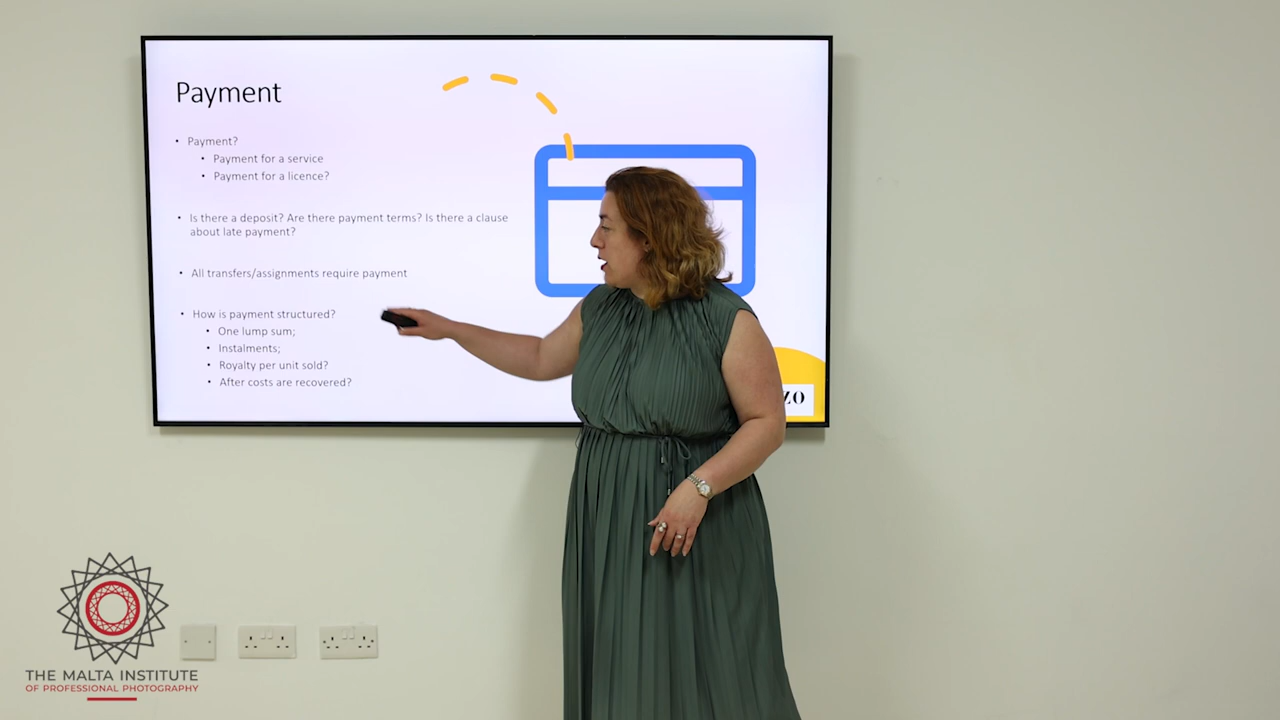 Payment
• Payment?
• Payment for a service
• Payment for a licence?
• Is there a deposit? Are there payment terms? Is there a clause
about late payment?
• All transfers/assignments require payment
• How is payment structured?
• One lump sum;
• Instalments;
• Royalty per unit sold?
• After costs are recovered?
THE MALTA INSTITUTE
OF PROFESSIONAL PHOTOGRAPHY